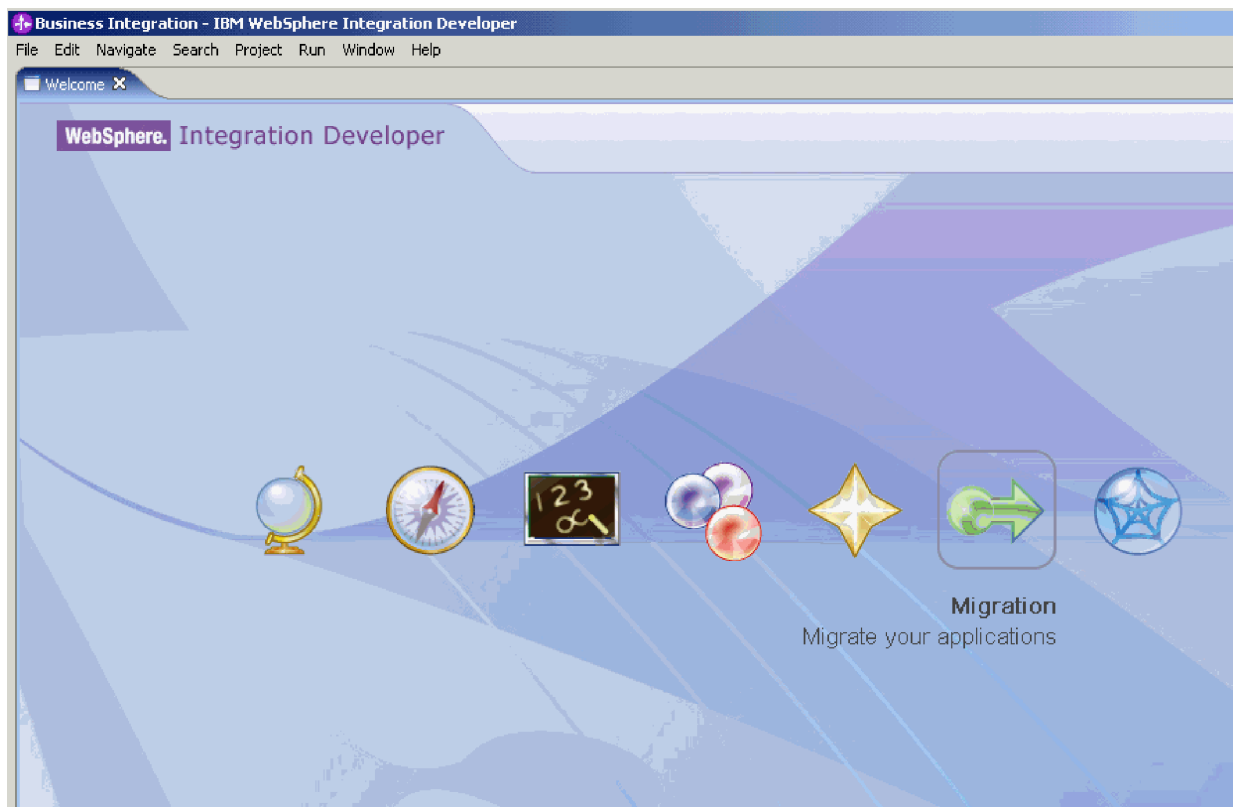 Business Integration - IBM WebSphere Integration Developer
File Edit Navigate Search Project Run Window Help
Welcome
WebSphere. Integration Developer
123
Migration
Migrate your applications